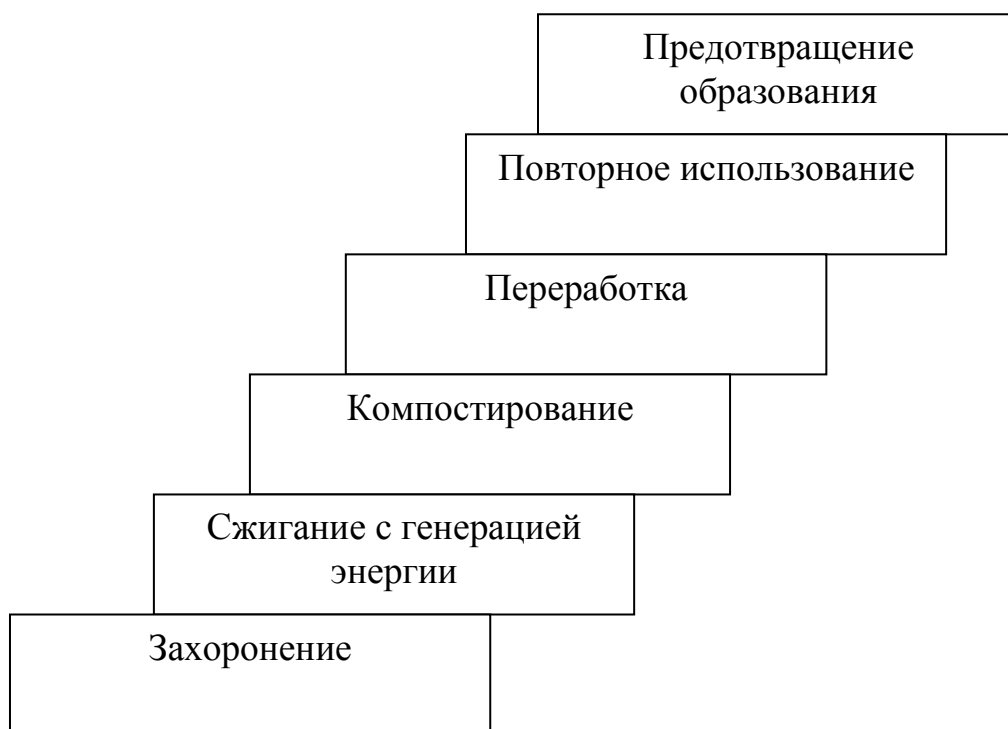 Предотвращение
образования
Повторное использование
Переработка
Компостирование
Сжигание с генерацией
энергии
Захоронение